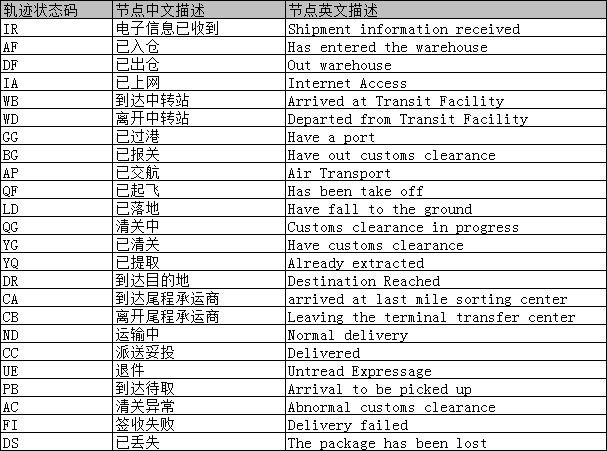 轨迹状态码 节点中文描述 节点英文描述
IR 电子信息已收到 Shipment information received
AF 已入仓 Has entered the warehouse
DF 已出仓 Out warehouse
IA 已上网 Internet Access
WB 到达中转站 Arrived at Transit Facility
WD 离开中转站 Departed from Transit Facility
GG 已过港 Have a port
BG 已报关 Have out customs clearance
AP 已交航 Air Transport
QF 已起飞 Has been take off
LD 已落地 Have fall to the ground
QG 清关中 Customs clearance in progress
YG 已清关 Have customs clearance
YQ 已提取 Already extracted
DR 到达目的地 Destination Reached
CA 到达尾程承运商 arrived at last mile sorting center
CB 离开尾程承运商 Leaving the terminal transfer center
ND 运输中 Normal delivery
CC 派送妥投 Delivered
UE 退件 Untread Expressage
PB 到达待取 Arrival to be picked up
AC 清关异常 Abnormal customs clearance
FI 签收失败 Delivery failed
DS 已丢失 The package has been lost